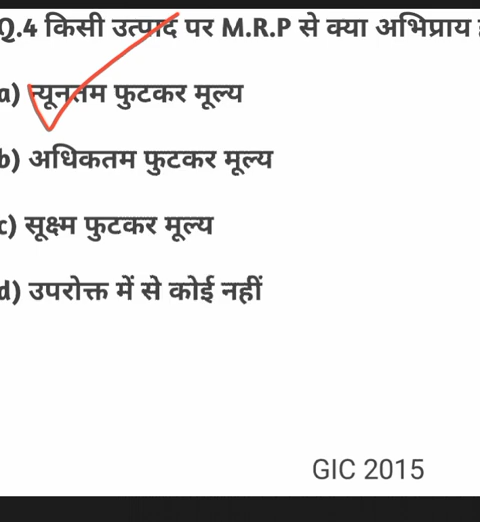 Q.4 किसी उत्पाद पर M.R.P से क्या अभिप्राय
a) न्यूनतम फुटकर मूल्य
b) अधिकतम फुटकर मूल्य
c) सूक्ष्म फुटकर मूल्य
d) उपरोक्त में से कोई नहीं
GIC 2015